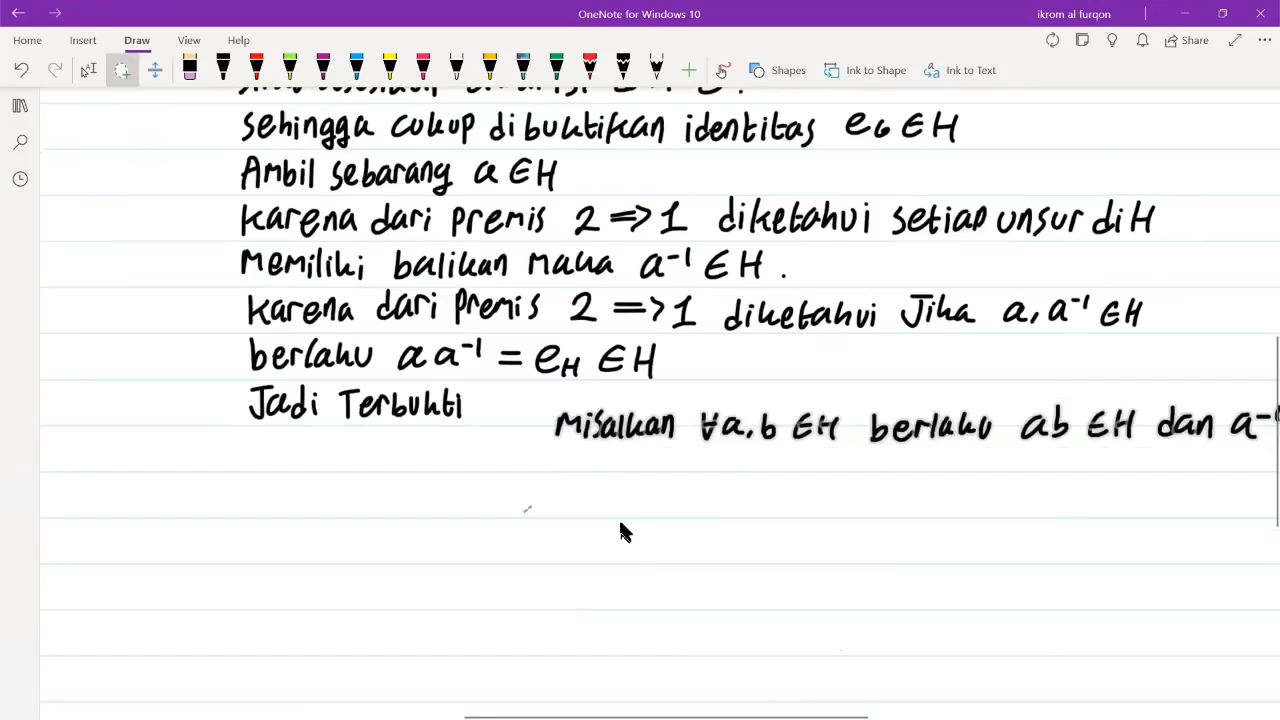 OneNote for Windows 10
ikrom al furqon
Home Insert Draw View Help
Share
Shapes Ink to Shape Ink to Text
sehingga cukup dibuktikan identitas eG ∈ H
Ambil sebarang a ∈ H
Karena dari premis 2 => 1 diketahui setiap unsur di H
Memiliki balikan maka a⁻¹ ∈ H .
Karena dari premis 2 => 1 diketahui Jika a, a⁻¹ ∈ H
berlaku a a⁻¹ = eH ∈ H
Jadi Terbukti
Misalkan ∀a,b ∈ H berlaku ab ∈ H dan a⁻